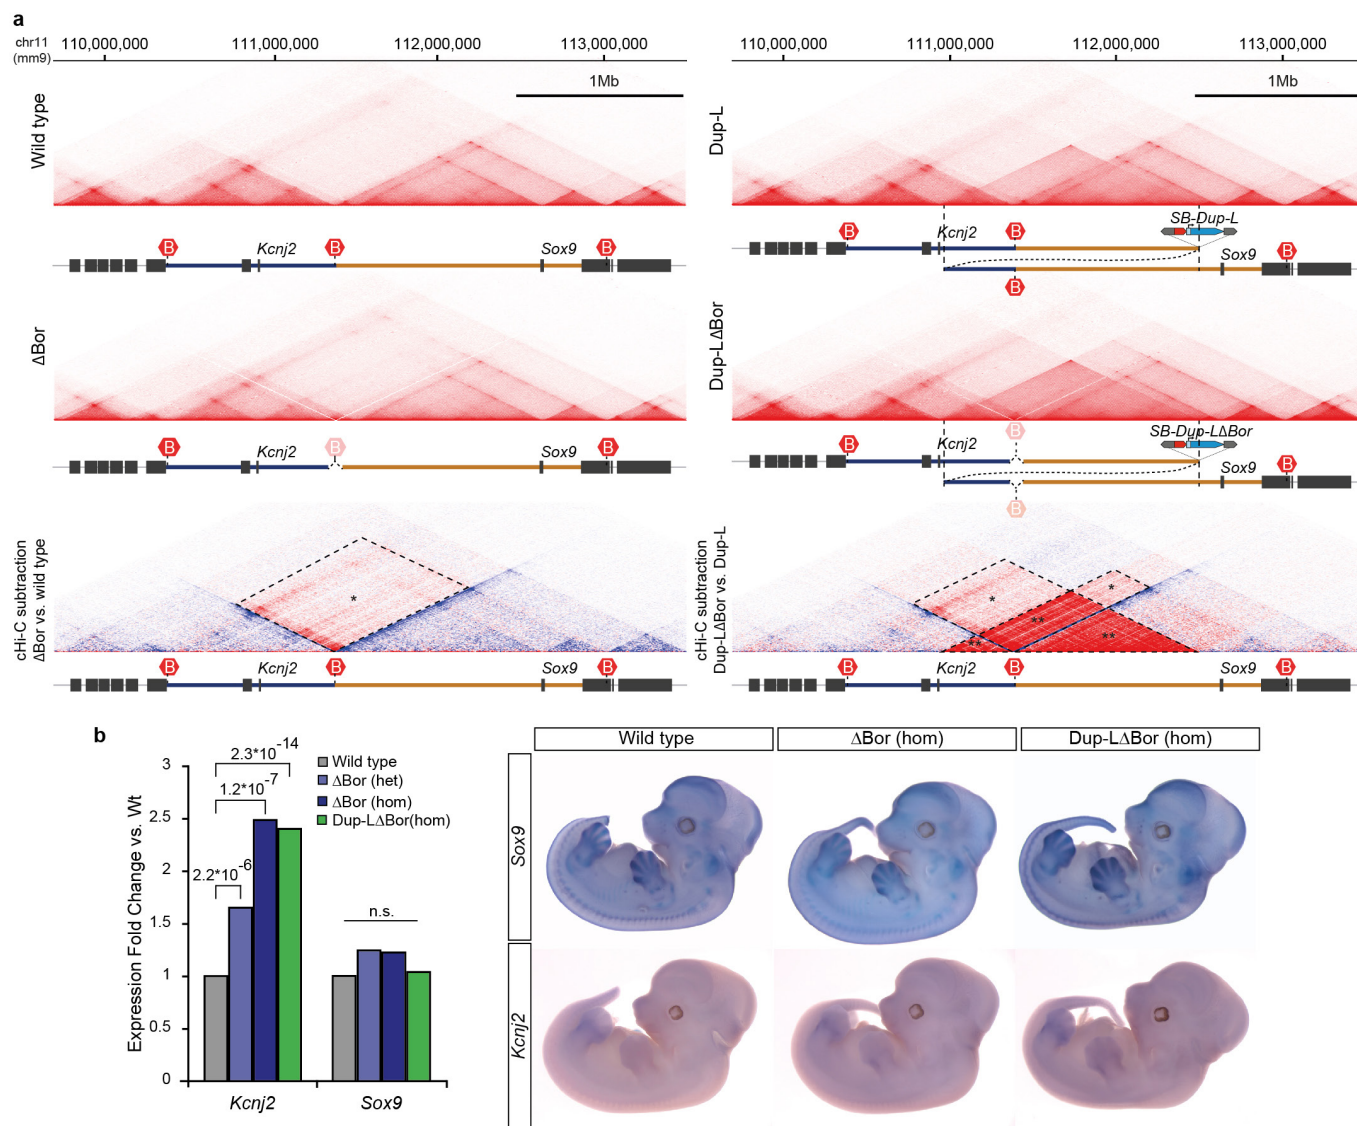 a
chr11
(mm9)
110,000,000 111,000,000 112,000,000 113,000,000
110,000,000 111,000,000 112,000,000 113,000,000
1Mb
1Mb
Wild type
Dup-L
SB-Dup-L
B B B
Kcnj2 Sox9
B B B
Kcnj2 Sox9
B
ΔBor
Dup-LΔBor
B B B
Kcnj2 Sox9
SB-Dup-LΔBor
B B B
Kcnj2 Sox9
B
cHi-C subtraction
ΔBor vs. wild type
*
cHi-C subtraction
Dup-LΔBor vs. Dup-L
* *
** ** **
B B B
Kcnj2 Sox9
B B B
Kcnj2 Sox9
b
Expression Fold Change vs. Wt
3
2.5
2
1.5
1
0.5
0
2.3*10-14
1.2*10-7
2.2*10-6
n.s.
Wild type
ΔBor (het)
ΔBor (hom)
Dup-LΔBor(hom)
Kcnj2 Sox9
Wild type ΔBor (hom) Dup-LΔBor (hom)
Sox9
Kcnj2